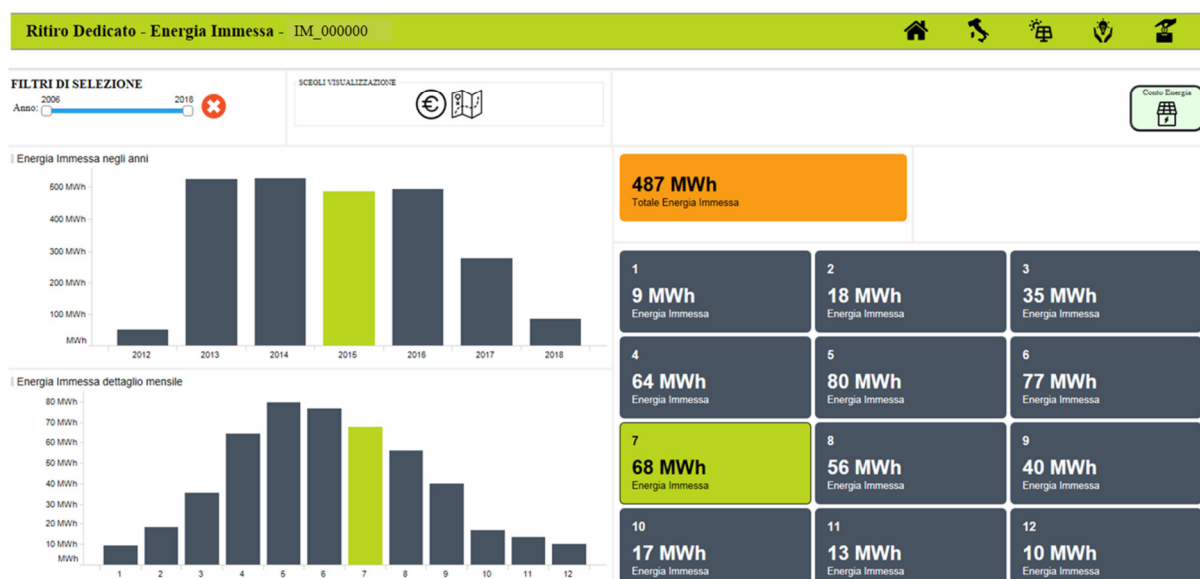 Ritiro Dedicato - Energia Immessa - IM_000000
FILTRI DI SELEZIONE
Anno:
2006
2018
SCEGLI VISUALIZZAZIONE
€
Conto Energia
Energia Immessa negli anni
500 MWh
400 MWh
300 MWh
200 MWh
100 MWh
MWh
2012 2013 2014 2015 2016 2017 2018
Energia Immessa dettaglio mensile
80 MWh
70 MWh
60 MWh
50 MWh
40 MWh
30 MWh
20 MWh
10 MWh
MWh
1 2 3 4 5 6 7 8 9 10 11 12
487 MWh
Totale Energia Immessa
1
9 MWh
Energia Immessa
2
18 MWh
Energia Immessa
3
35 MWh
Energia Immessa
4
64 MWh
Energia Immessa
5
80 MWh
Energia Immessa
6
77 MWh
Energia Immessa
7
68 MWh
Energia Immessa
8
56 MWh
Energia Immessa
9
40 MWh
Energia Immessa
10
17 MWh
Energia Immessa
11
13 MWh
Energia Immessa
12
10 MWh
Energia Immessa